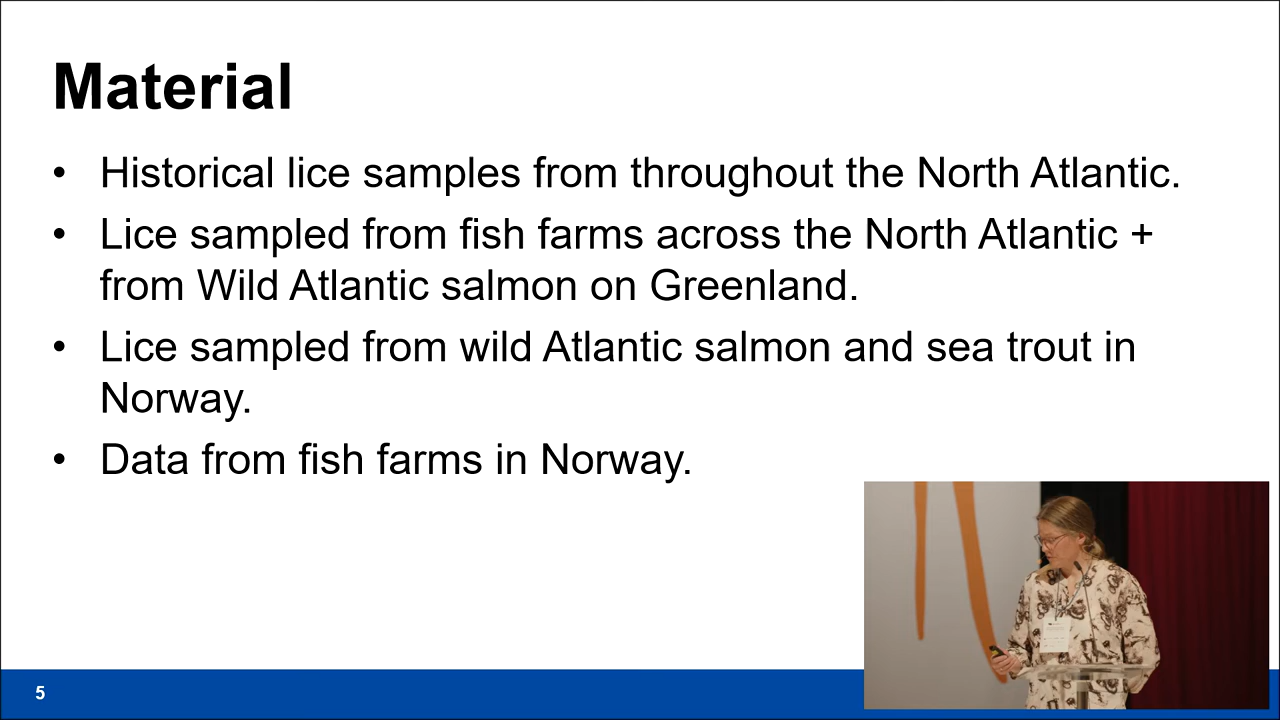 Material
• Historical lice samples from throughout the North Atlantic.
• Lice sampled from fish farms across the North Atlantic +
from Wild Atlantic salmon on Greenland.
• Lice sampled from wild Atlantic salmon and sea trout in
Norway.
• Data from fish farms in Norway.
5